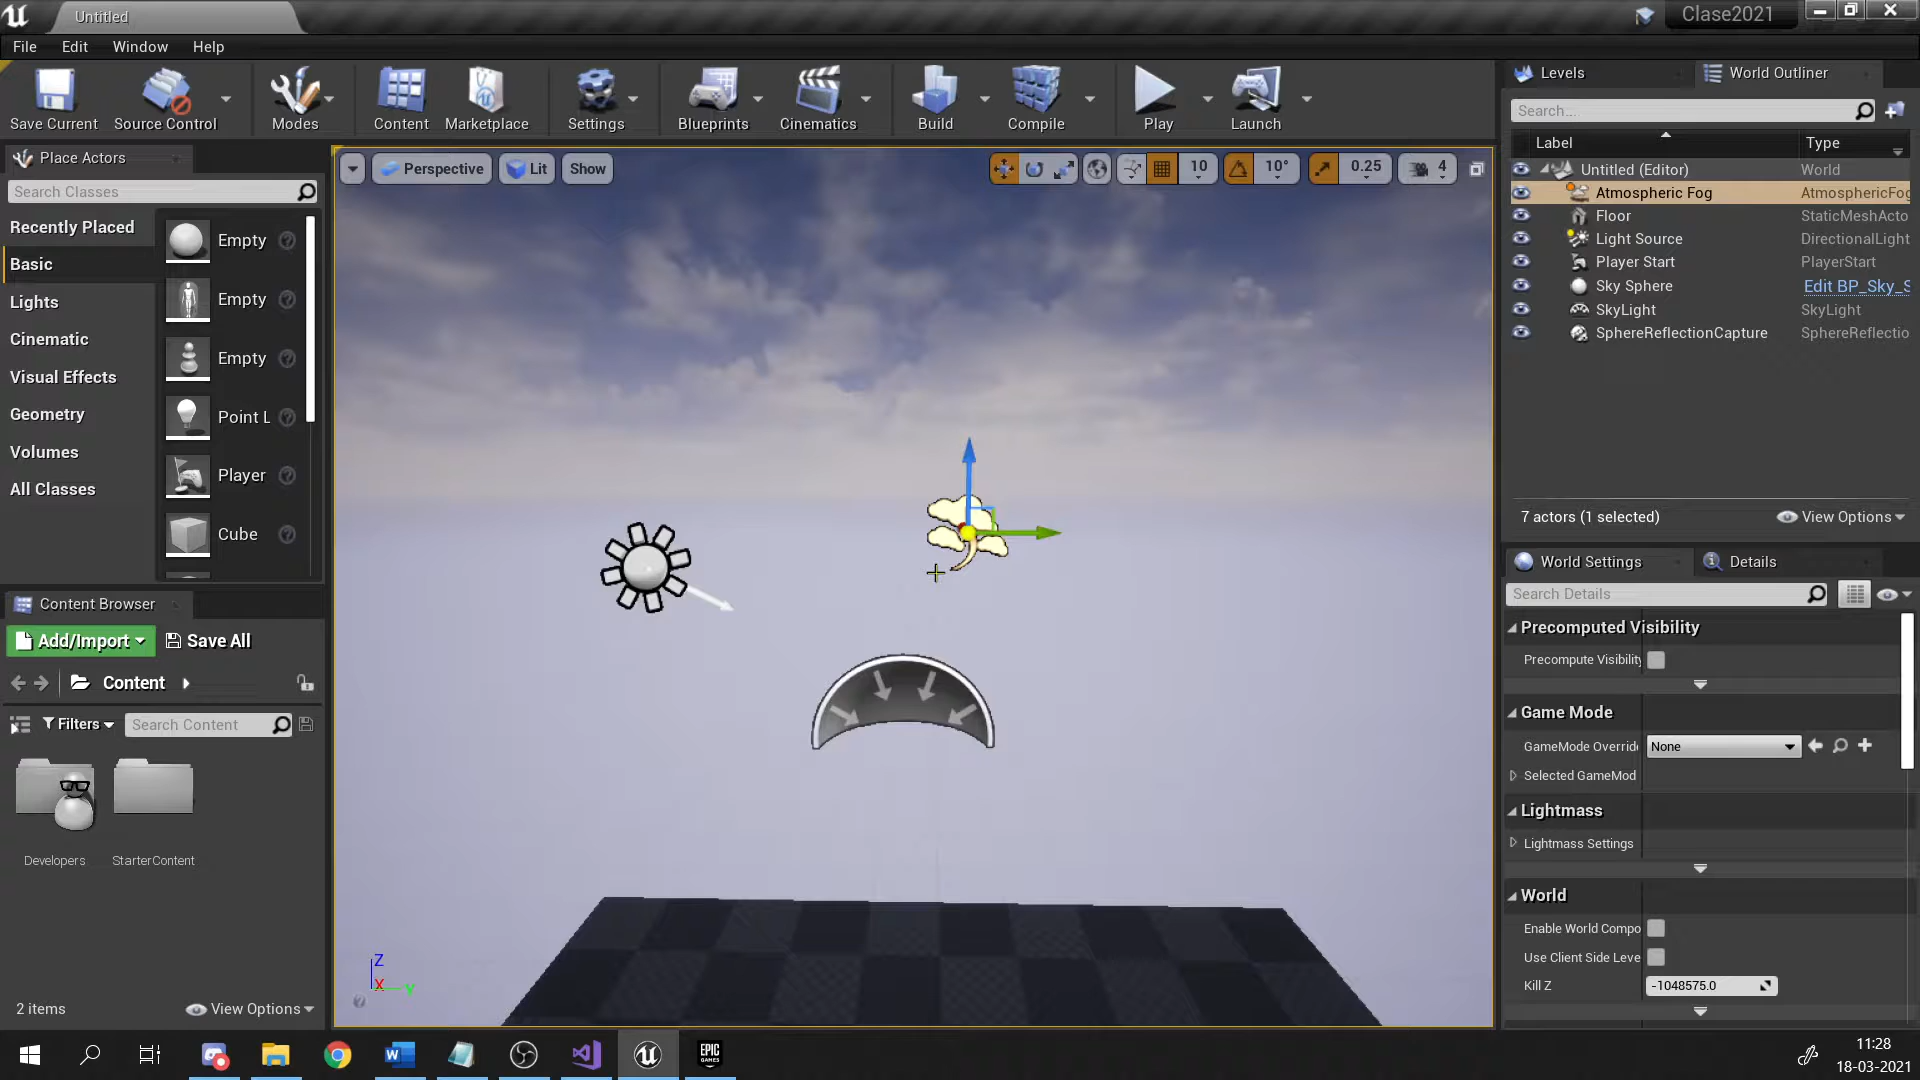 Untitled
Clase2021
File Edit Window Help
Save Current Source Control Modes Content Marketplace Settings Blueprints Cinematics Build Compile Play Launch
Place Actors
Search Classes
Recently Placed
Basic
Lights
Cinematic
Visual Effects
Geometry
Volumes
All Classes
Empty
Empty
Empty
Point L
Player
Cube
Perspective Lit Show
10 10° 0.25 4
Z
X Y
Levels World Outliner
Search...
Label Type
Untitled (Editor) World
Atmospheric Fog AtmosphericFog
Floor StaticMeshActo
Light Source DirectionalLight
Player Start PlayerStart
Sky Sphere Edit BP_Sky_S
SkyLight SkyLight
SphereReflectionCapture SphereReflectio
7 actors (1 selected) View Options
World Settings Details
Search Details
Precomputed Visibility
Precompute Visibility
Game Mode
GameMode Overrid None
Selected GameMod
Lightmass
Lightmass Settings
World
Enable World Compo
Use Client Side Leve
Kill Z -1048575.0
Content Browser
Add/Import Save All
Content
Filters Search Content
Developers StarterContent
2 items View Options
EPIC GAMES
11:28
18-03-2021